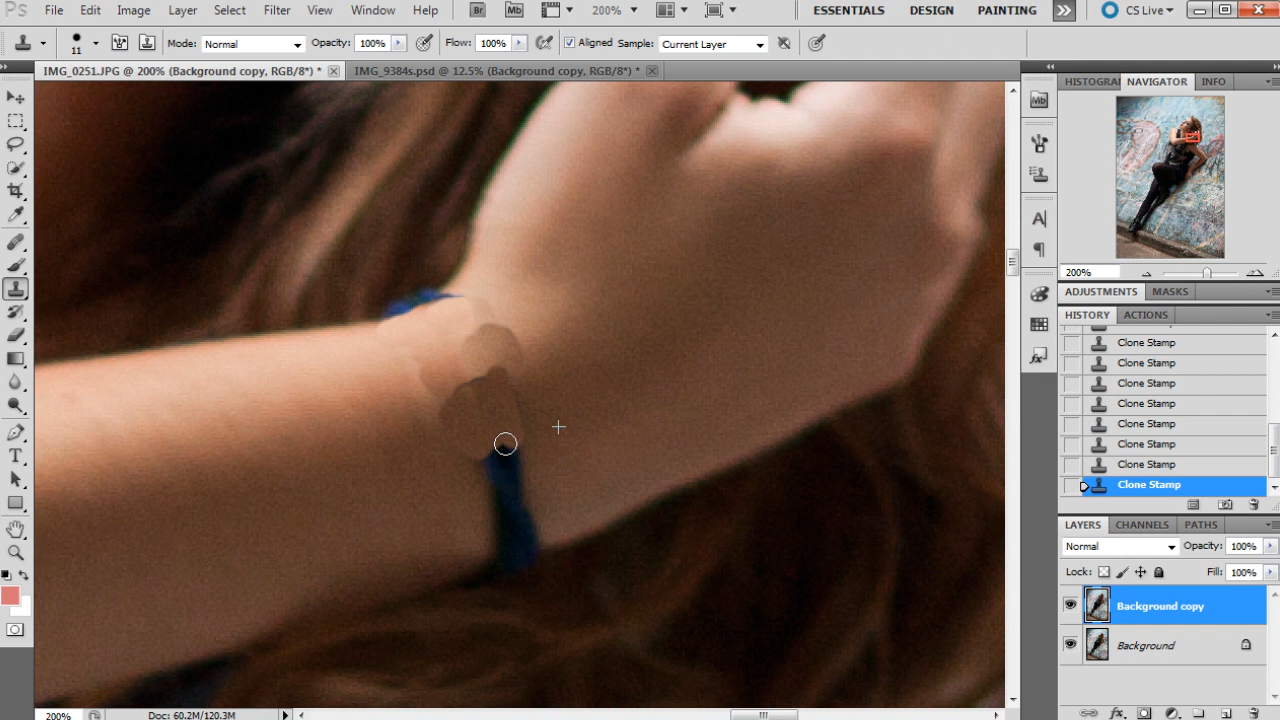 Ps File Edit Image Layer Select Filter View Window Help Br Mb 200% ESSENTIALS DESIGN PAINTING CS Live
11 Mode: Normal Opacity: 100% Flow: 100% Aligned Sample: Current Layer
IMG_0251.JPG @ 200% (Background copy, RGB/8*) * IMG_9384s.psd @ 12.5% (Background copy, RGB/8*) *
HISTOGRA NAVIGATOR INFO
Mb
200%
ADJUSTMENTS MASKS
HISTORY ACTIONS
Clone Stamp
Clone Stamp
Clone Stamp
Clone Stamp
Clone Stamp
Clone Stamp
Clone Stamp
Clone Stamp
LAYERS CHANNELS PATHS
Normal Opacity: 100%
Lock: Fill: 100%
Background copy
Background
200% Doc: 60.2M/120.3M